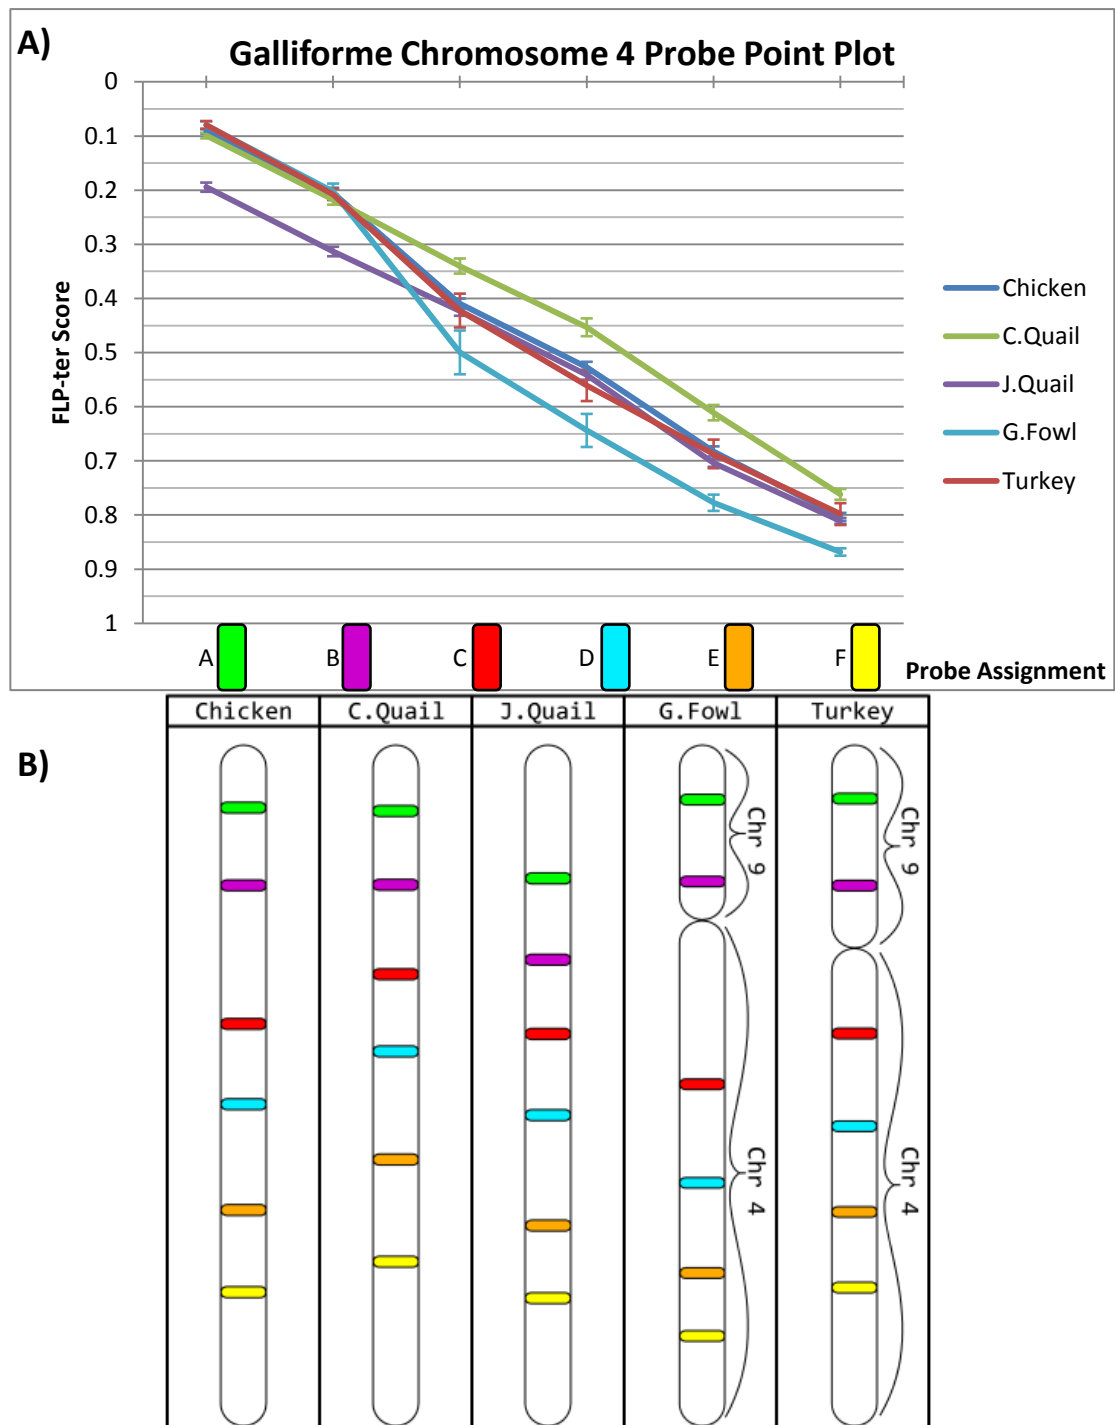 A)
Galliforme Chromosome 4 Probe Point Plot
0
0.1
0.2
0.3
0.4
0.5
0.6
0.7
0.8
0.9
1
FLP-ter Score
Chicken
C.Quail
J.Quail
G.Fowl
Turkey
A B C D E F
Probe Assignment
B)
Chicken C.Quail J.Quail G.Fowl Turkey
Chr 9
Chr 4
Chr 9
Chr 4